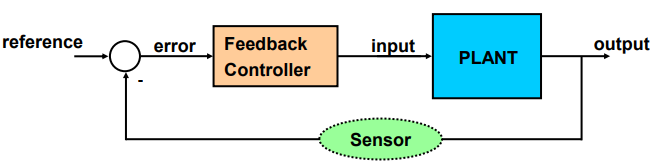 reference
error
Feedback
Controller
input
PLANT
output
-
Sensor